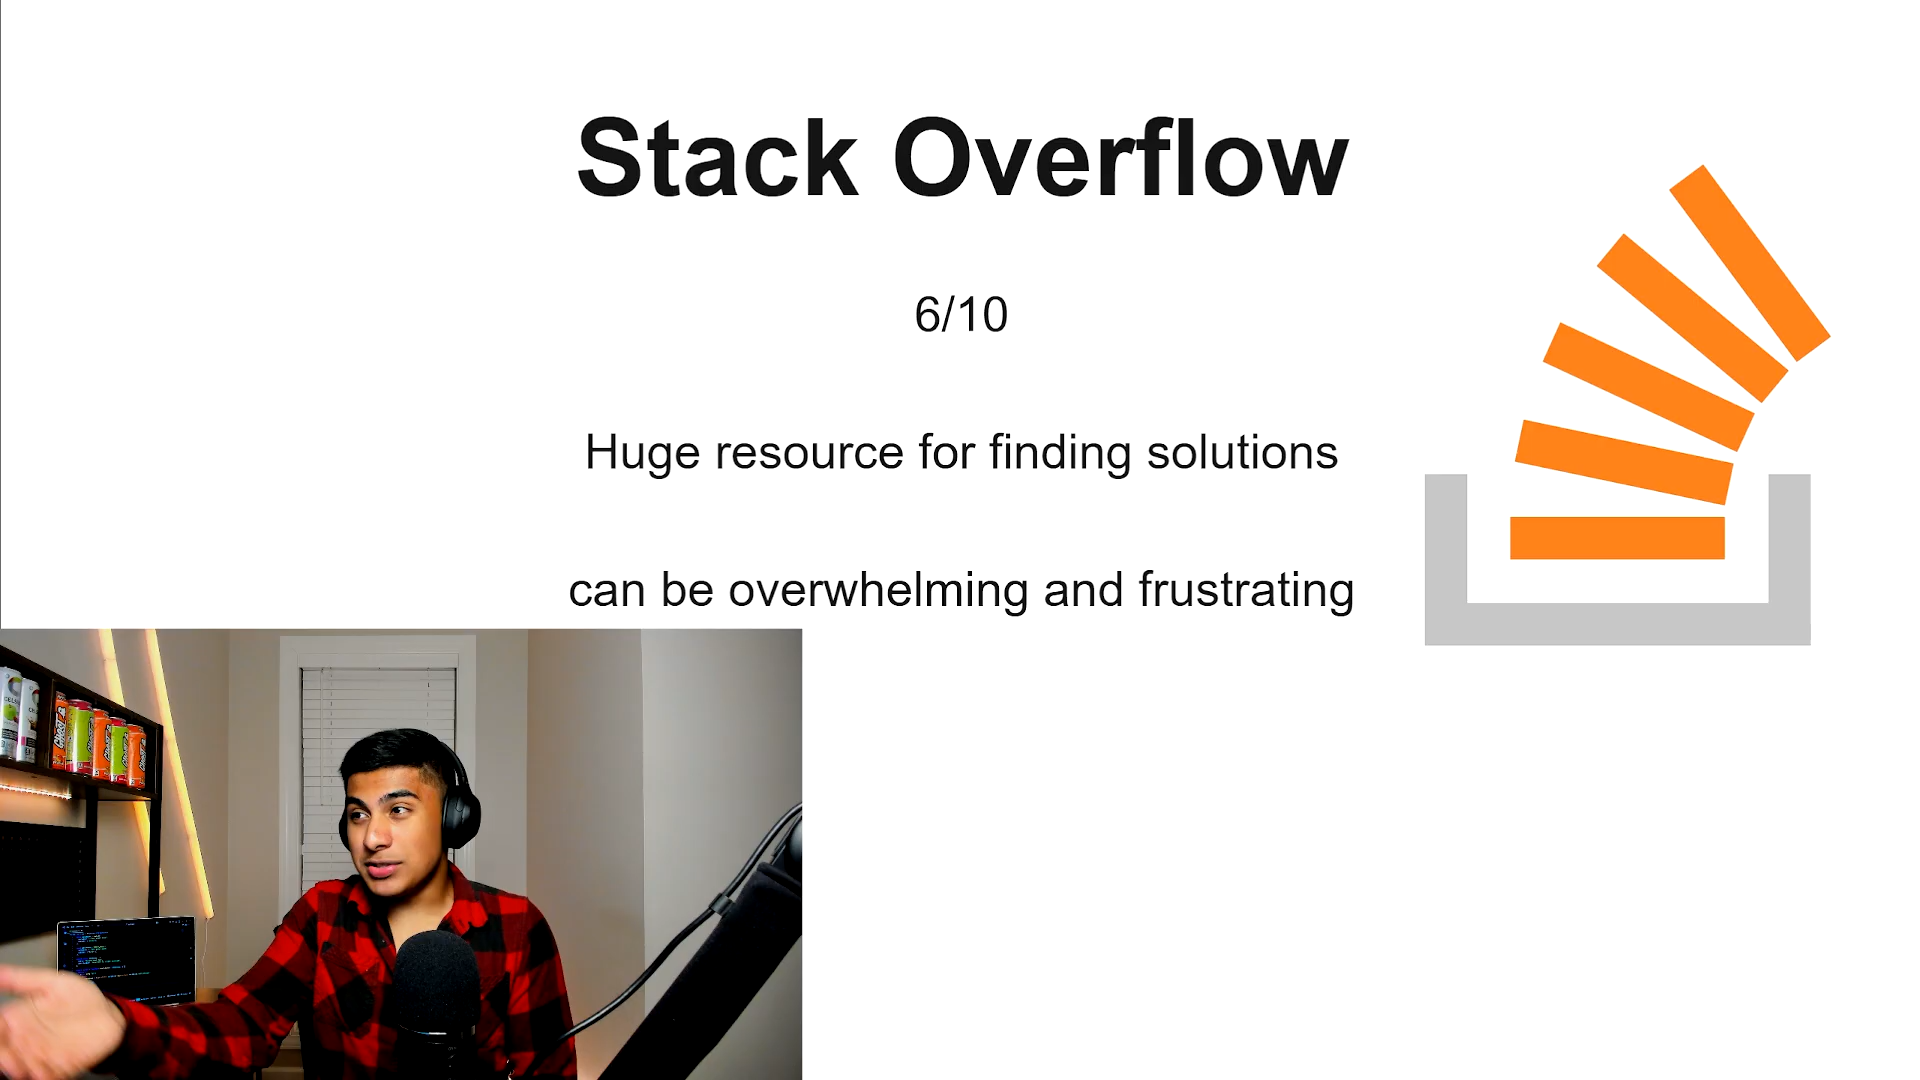 Stack Overflow
6/10
Huge resource for finding solutions
can be overwhelming and frustrating